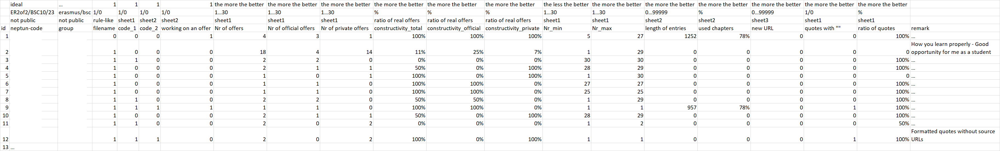 ideal ... 1 1 1 1 the more the better the more the better the more the better the more the better the more the better the more the better the less the better the more the better the more the better the more the better the more the better the more the better the more the better
ER2of2/BSC10/23 erasmus/bsc 1/0 1/0 1/0 1/0 1...30 1...30 1...30 % % % 1...30 1...30 0...99999 % 0...99999 1/0 %
not public not public rule-like sheet1 sheet2 sheet2 sheet1 sheet1 sheet1 ratio of real offers ratio of real offers ratio of real offers sheet1 sheet1 sheet2 sheet2 sheet3 sheet1 sheet1
id neptun-code group filename code_1 code_2 working on an offer Nr of offers Nr of official offers Nr of private offers constructivity_total constructivity_official constructivity_private Nr_min Nr_max length of entries used chapters new URL quotes with "" ratio of quotes remark
1 0 0 0 1 4 3 1 100% 100% 100% 5 27 1252 78% 0 0 100% ...
2 1 0 0 0 18 4 14 11% 25% 7% 1 29 0 0 0 0 0 How you learn properly - Good
opportunity for me as a student
3 1 1 0 0 2 2 0 0% 0% 0% 30 30 0 0 0 0 100% ...
4 1 0 0 0 2 1 1 50% 0% 100% 28 29 0 0 0 0 100% ...
5 1 0 0 0 1 0 1 100% 0% 100% 1 30 0 0 0 0 0 ...
6 1 0 0 0 1 1 0 100% 100% 0% 27 27 0 0 0 0 100% ...
7 1 0 0 0 1 1 0 100% 100% 0% 25 25 0 0 0 0 100% ...
8 1 1 0 0 2 2 0 50% 50% 0% 1 29 0 0 0 0 100% ...
9 1 1 1 1 1 1 0 100% 100% 0% 1 1 957 78% 0 1 100% ...
10 1 0 0 0 2 1 1 50% 0% 100% 28 29 0 0 0 0 100% ...
11 1 1 0 0 2 0 2 0% 0% 0% 1 2 0 0 0 0 50% ...
12 1 1 1 0 2 0 2 100% 0% 100% 1 1 0 0 0 1 100% Formatted quotes without source
URLs
13 ...